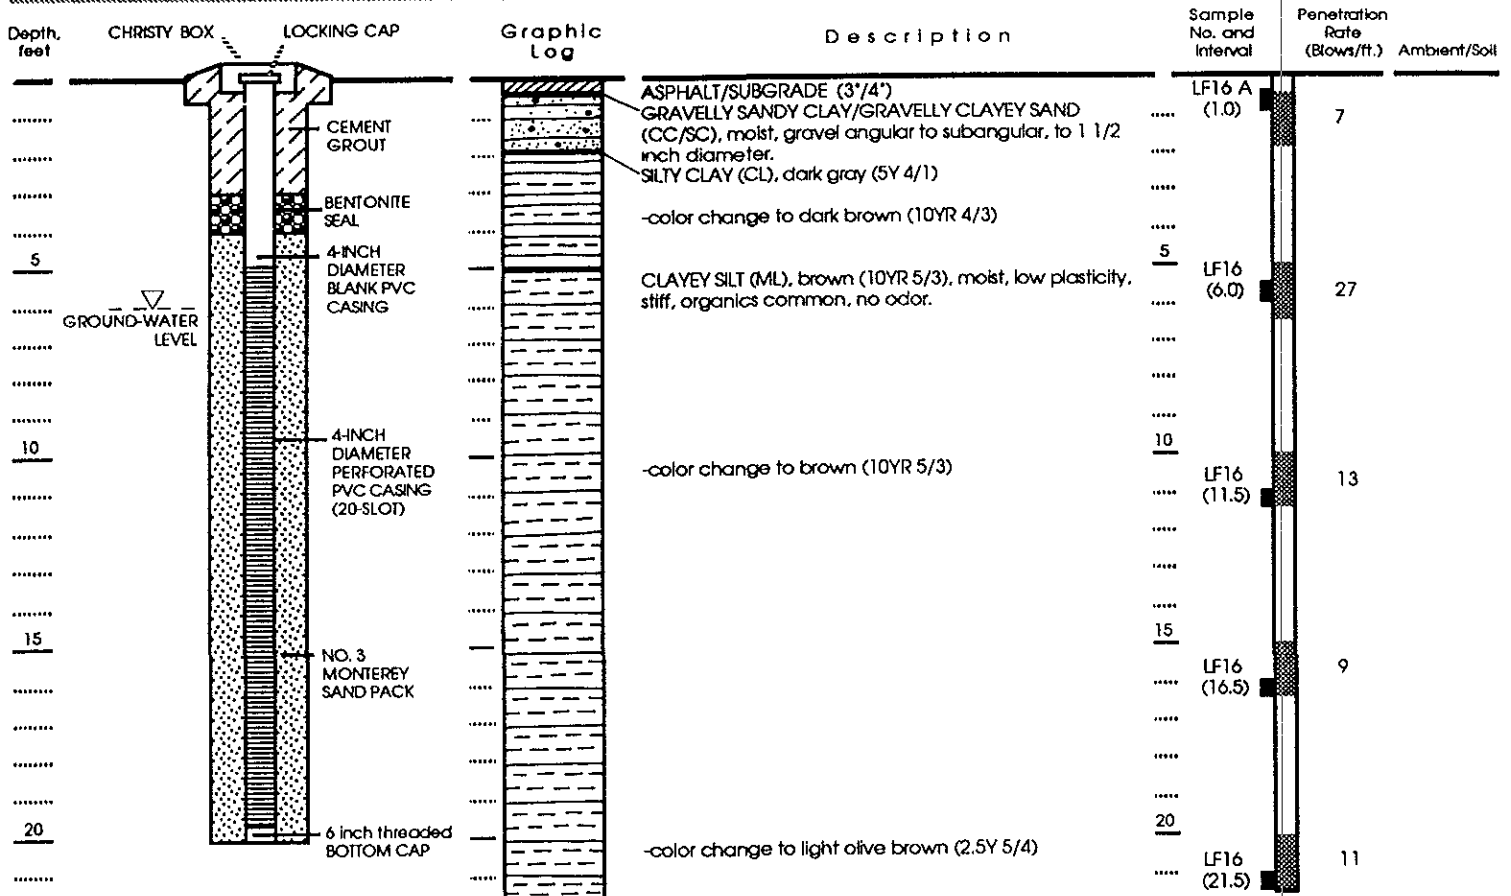 Depth, feet
CHRISTY BOX
LOCKING CAP
CEMENT
GROUT
BENTONITE
SEAL
4-INCH
DIAMETER
BLANK PVC
CASING
GROUND-WATER
LEVEL
4-INCH
DIAMETER
PERFORATED
PVC CASING
(20-SLOT)
NO. 3
MONTEREY
SAND PACK
6 inch threaded
BOTTOM CAP
5
10
15
20
Graphic
Log
Description
ASPHALT/SUBGRADE (3"/4")
GRAVELLY SANDY CLAY/GRAVELLY CLAYEY SAND
(CC/SC), moist, gravel angular to subangular, to 1 1/2
inch diameter.
SILTY CLAY (CL), dark gray (5Y 4/1)
-color change to dark brown (10YR 4/3)
CLAYEY SILT (ML), brown (10YR 5/3), moist, low plasticity,
stiff, organics common, no odor.
-color change to brown (10YR 5/3)
-color change to light olive brown (2.5Y 5/4)
5
10
15
20
Sample
No. and
Interval
LF16 A
(1.0)
LF16
(6.0)
LF16
(11.5)
LF16
(16.5)
LF16
(21.5)
Penetration
Rate
(Blows/ft.)
7
27
13
9
11
Ambient/Soil